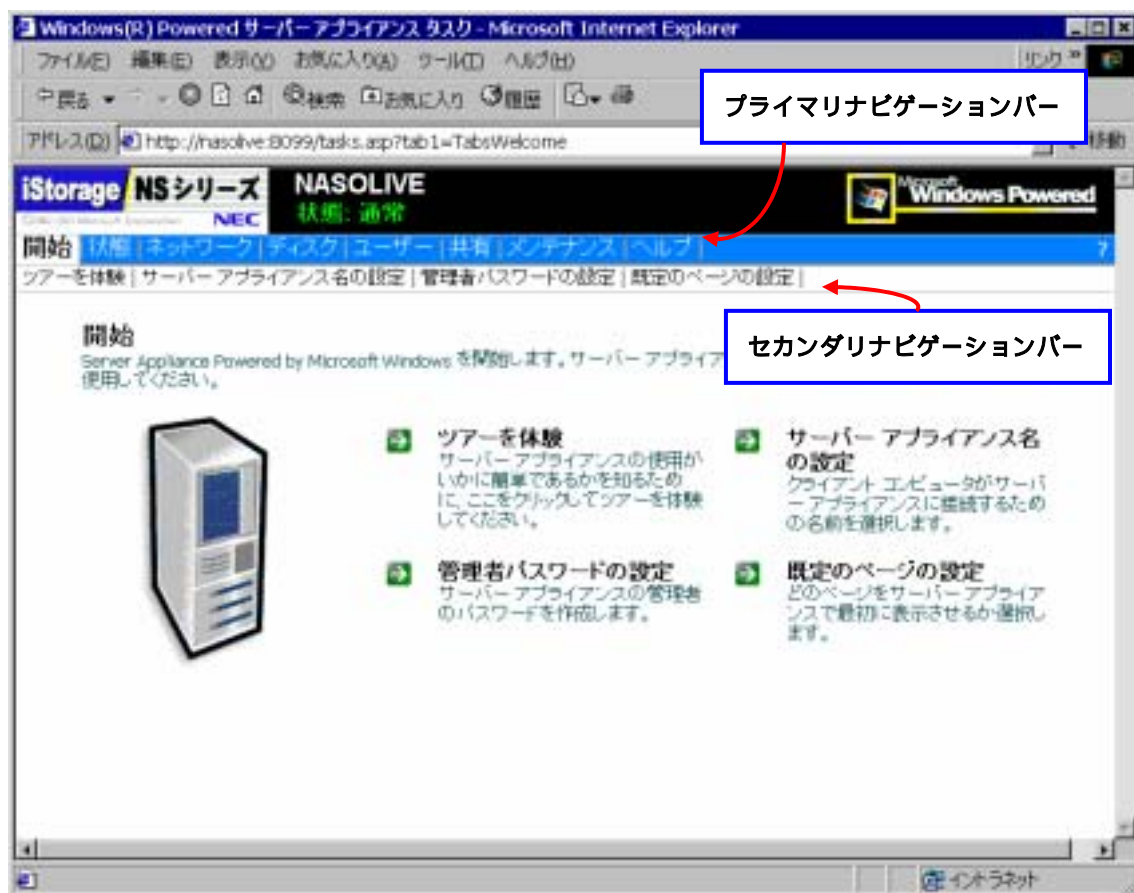 Windows(R) Powered サーバー アプライアンス タスク - Microsoft Internet Explorer
ファイル(F) 編集(E) 表示(V) お気に入り(A) ツール(T) ヘルプ(H) リンク »
戻る 検索 お気に入り 履歴
プライマリナビゲーションバー
アドレス(D) http://nasolive:8099/tasks.asp?tab1=TabsWelcome 移動
iStorage NSシリーズ NASOLIVE Microsoft Windows Powered
NEC 状態: 通常
開始 状態 | ネットワーク | ディスク | ユーザー | 共有 | メンテナンス | ヘルプ | ?
ツアーを体験 | サーバー アプライアンス名の設定 | 管理者パスワードの設定 | 既定のページの設定 |
セカンダリナビゲーションバー
開始
Server Appliance Powered by Microsoft Windows を開始します。サーバー アプライア
使用してください。
ツアーを体験
サーバー アプライアンスの使用が
いかに簡単であるかを知るため
に、ここをクリックしてツアーを体験
してください。
サーバー アプライアンス名
の設定
クライアント コンピュータがサーバ
ー アプライアンスに接続するため
の名前を選択します。
管理者パスワードの設定
サーバー アプライアンスの管理者
のパスワードを作成します。
既定のページの設定
どのページをサーバー アプライア
ンスで最初に表示させるか選択し
ます。
イントラネット